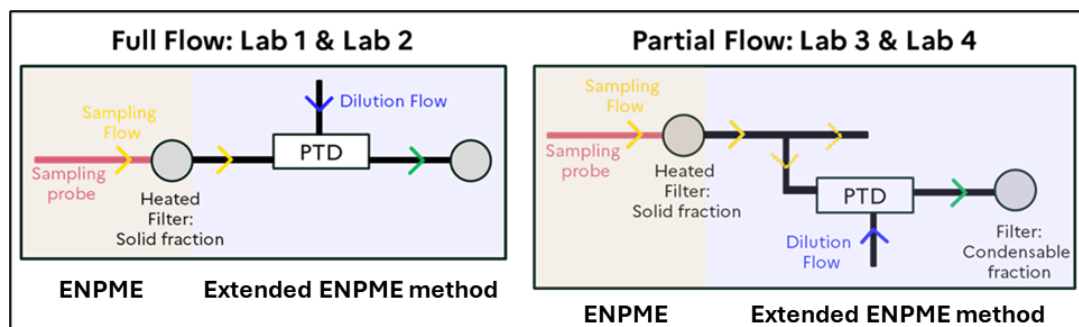 Full Flow: Lab 1 & Lab 2
Sampling
Flow
Dilution Flow
PTD
Sampling
probe
Heated
Filter:
Solid fraction
ENPME
Extended ENPME method
Partial Flow: Lab 3 & Lab 4
Sampling
Flow
Sampling
probe
Heated
Filter:
Solid fraction
PTD
Dilution
Flow
Filter:
Condensable
fraction
ENPME
Extended ENPME method